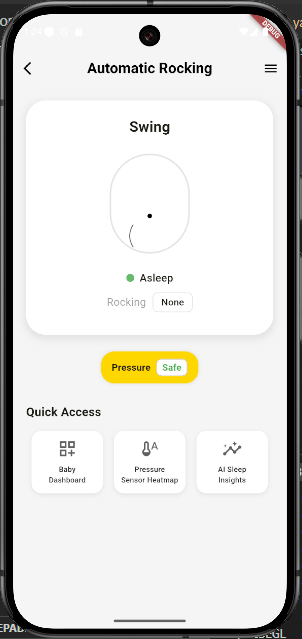 DEBUG
Automatic Rocking
Swing
Asleep
Rocking None
Pressure Safe
Quick Access
Baby
Dashboard
Pressure
Sensor Heatmap
AI Sleep
Insights